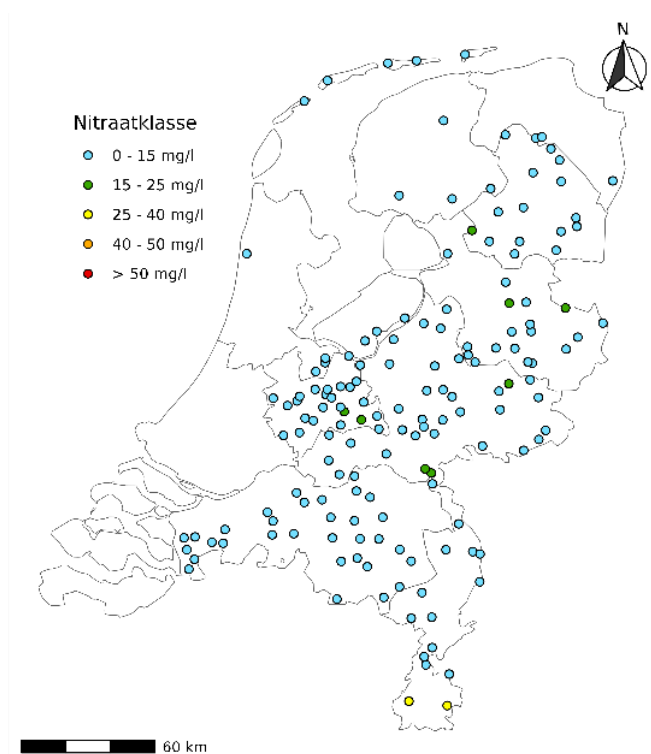 N
Nitraatklasse
0 - 15 mg/l
15 - 25 mg/l
25 - 40 mg/l
40 - 50 mg/l
> 50 mg/l
60 km